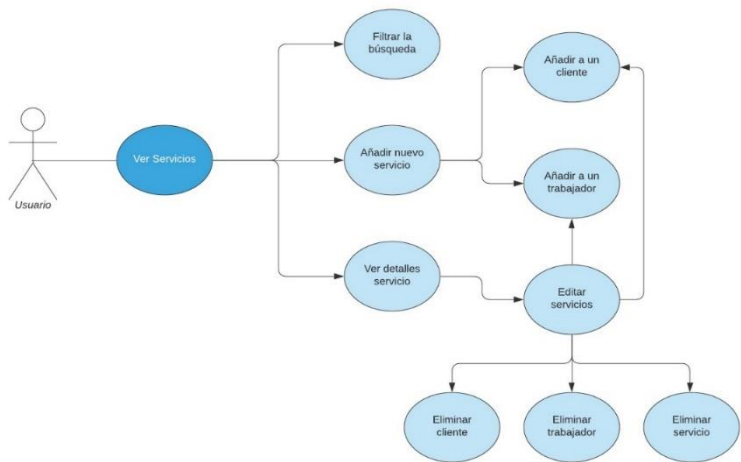 Filtrar la
búsqueda
Añadir a un
cliente
Ver Servicios
Añadir nuevo
servicio
Añadir a un
trabajador
Usuario
Ver detalles
servicio
Editar
servicios
Eliminar
cliente
Eliminar
trabajador
Eliminar
servicio